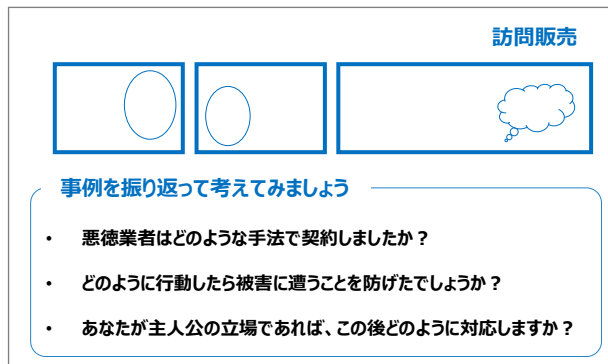 訪問販売
事例を振り返って考えてみましょう
• 悪徳業者はどのような手法で契約しましたか？
• どのように行動したら被害に遭うことを防げたでしょうか？
• あなたが主人公の立場であれば、この後どのように対応しますか？